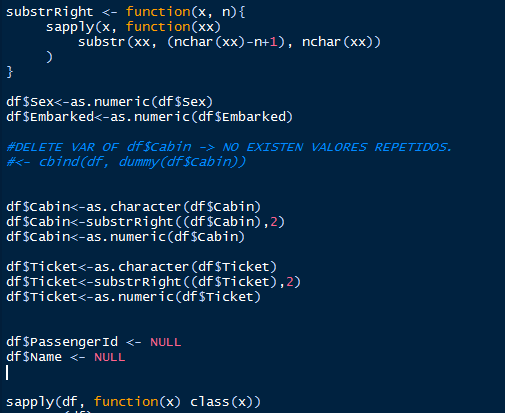 substrRight <- function(x, n){
sapply(x, function(xx)
substr(xx, (nchar(xx)-n+1), nchar(xx))
)
}
df$Sex<-as.numeric(df$Sex)
df$Embarked<-as.numeric(df$Embarked)
#DELETE VAR OF df$Cabin -> NO EXISTEN VALORES REPETIDOS.
#<- cbind(df, dummy(df$Cabin))
df$Cabin<-as.character(df$Cabin)
df$Cabin<-substrRight((df$Cabin),2)
df$Cabin<-as.numeric(df$Cabin)
df$Ticket<-as.character(df$Ticket)
df$Ticket<-substrRight((df$Ticket),2)
df$Ticket<-as.numeric(df$Ticket)
df$PassengerId <- NULL
df$Name <- NULL
sapply(df, function(x) class(x))